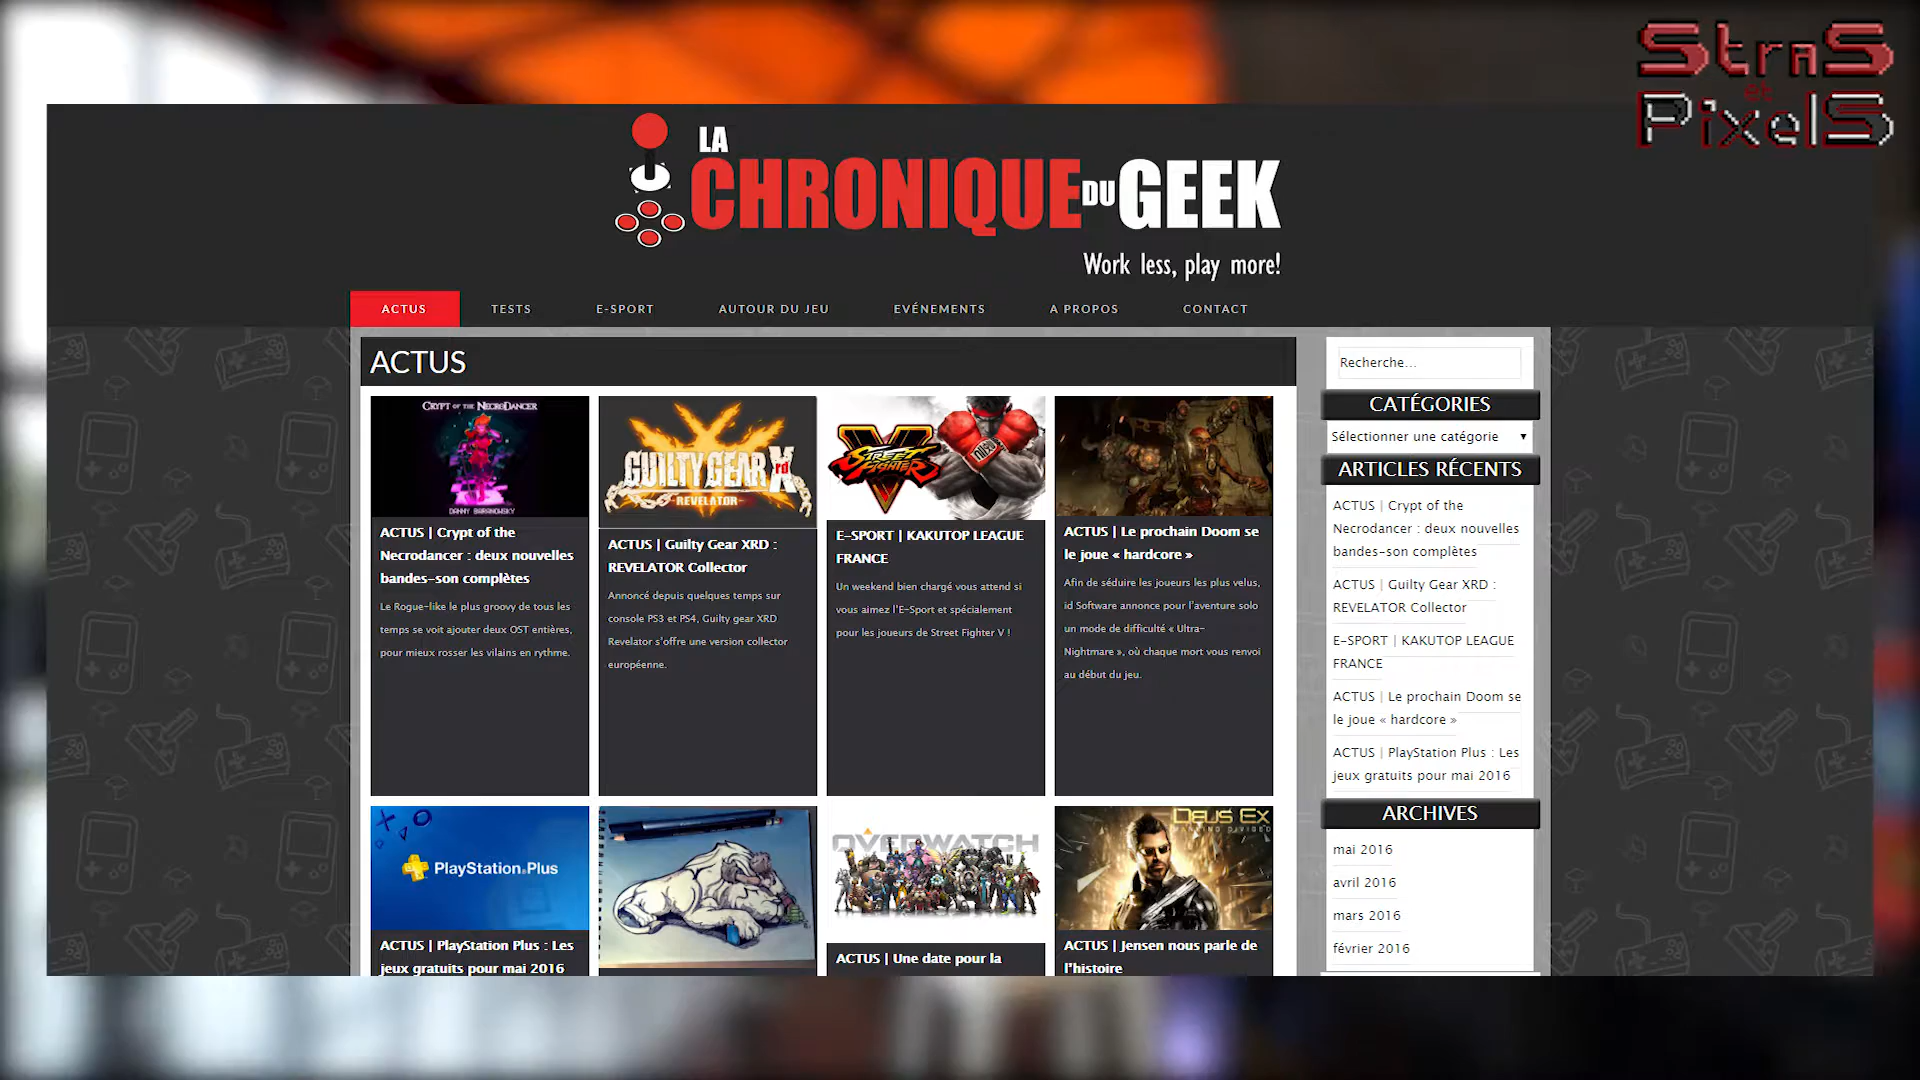 StraS
et
PixelS
LA
CHRONIQUE DU GEEK
Work less, play more!
ACTUS
TESTS
E-SPORT
AUTOUR DU JEU
EVÉNEMENTS
A PROPOS
CONTACT
ACTUS
CRYPT OF THE NECRODANCER
DANNY BARANOWSKY
ACTUS | Crypt of the
Necrodancer : deux nouvelles
bandes-son complètes
Le Rogue-like le plus groovy de tous les
temps se voit ajouter deux OST entières,
pour mieux rosser les vilains en rythme.
GUILTY GEAR Xrd
-REVELATOR-
ACTUS | Guilty Gear XRD :
REVELATOR Collector
Annoncé depuis quelques temps sur
console PS3 et PS4, Guilty gear XRD
Revelator s'offre une version collector
européenne.
STREET
FIGHTER
V
E-SPORT | KAKUTOP LEAGUE
FRANCE
Un weekend bien chargé vous attend si
vous aimez l'E-Sport et spécialement
pour les joueurs de Street Fighter V !
ACTUS | Le prochain Doom se
le joue « hardcore »
Afin de séduire les joueurs les plus velus,
id Software annonce pour l'aventure solo
un mode de difficulté « Ultra-
Nightmare », où chaque mort vous renvoi
au début du jeu.
PlayStation Plus
ACTUS | PlayStation Plus : Les
jeux gratuits pour mai 2016
OVERWATCH
ACTUS | Une date pour la
DEUS EX
MANKIND DIVIDED
ACTUS | Jensen nous parle de
l'histoire
Recherche...
CATÉGORIES
Sélectionner une catégorie
ARTICLES RÉCENTS
ACTUS | Crypt of the
Necrodancer : deux nouvelles
bandes-son complètes
ACTUS | Guilty Gear XRD :
REVELATOR Collector
E-SPORT | KAKUTOP LEAGUE
FRANCE
ACTUS | Le prochain Doom se
le joue « hardcore »
ACTUS | PlayStation Plus : Les
jeux gratuits pour mai 2016
ARCHIVES
mai 2016
avril 2016
mars 2016
février 2016